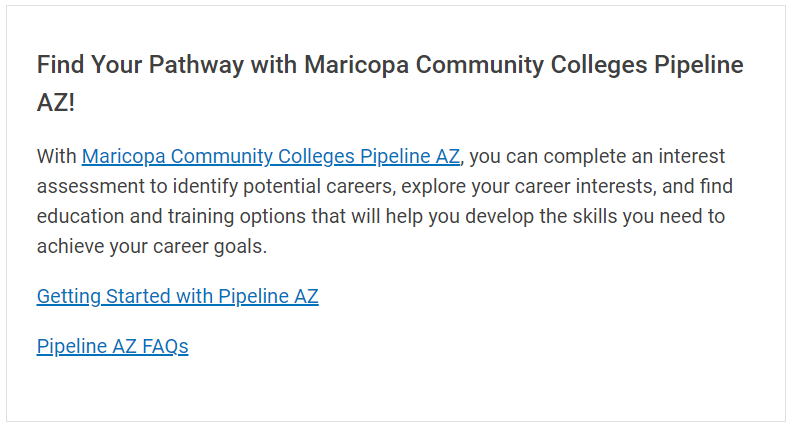 Find Your Pathway with Maricopa Community Colleges Pipeline
AZ!
With Maricopa Community Colleges Pipeline AZ, you can complete an interest
assessment to identify potential careers, explore your career interests, and find
education and training options that will help you develop the skills you need to
achieve your career goals.
Getting Started with Pipeline AZ
Pipeline AZ FAQs